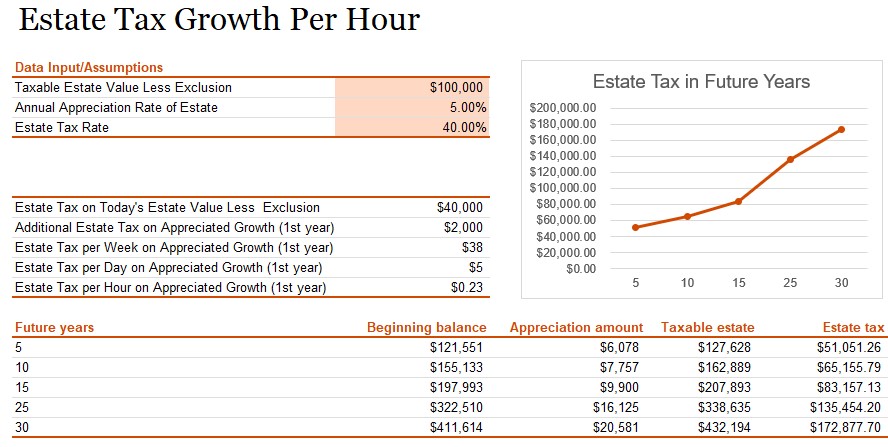 Estate Tax Growth Per Hour
Data Input/Assumptions
Taxable Estate Value Less Exclusion $100,000
Annual Appreciation Rate of Estate 5.00%
Estate Tax Rate 40.00%
Estate Tax on Today's Estate Value Less Exclusion $40,000
Additional Estate Tax on Appreciated Growth (1st year) $2,000
Estate Tax per Week on Appreciated Growth (1st year) $38
Estate Tax per Day on Appreciated Growth (1st year) $5
Estate Tax per Hour on Appreciated Growth (1st year) $0.23
Estate Tax in Future Years
$200,000.00
$180,000.00
$160,000.00
$140,000.00
$120,000.00
$100,000.00
$80,000.00
$60,000.00
$40,000.00
$20,000.00
$0.00
5 10 15 25 30
Future years Beginning balance Appreciation amount Taxable estate Estate tax
5 $121,551 $6,078 $127,628 $51,051.26
10 $155,133 $7,757 $162,889 $65,155.79
15 $197,993 $9,900 $207,893 $83,157.13
25 $322,510 $16,125 $338,635 $135,454.20
30 $411,614 $20,581 $432,194 $172,877.70